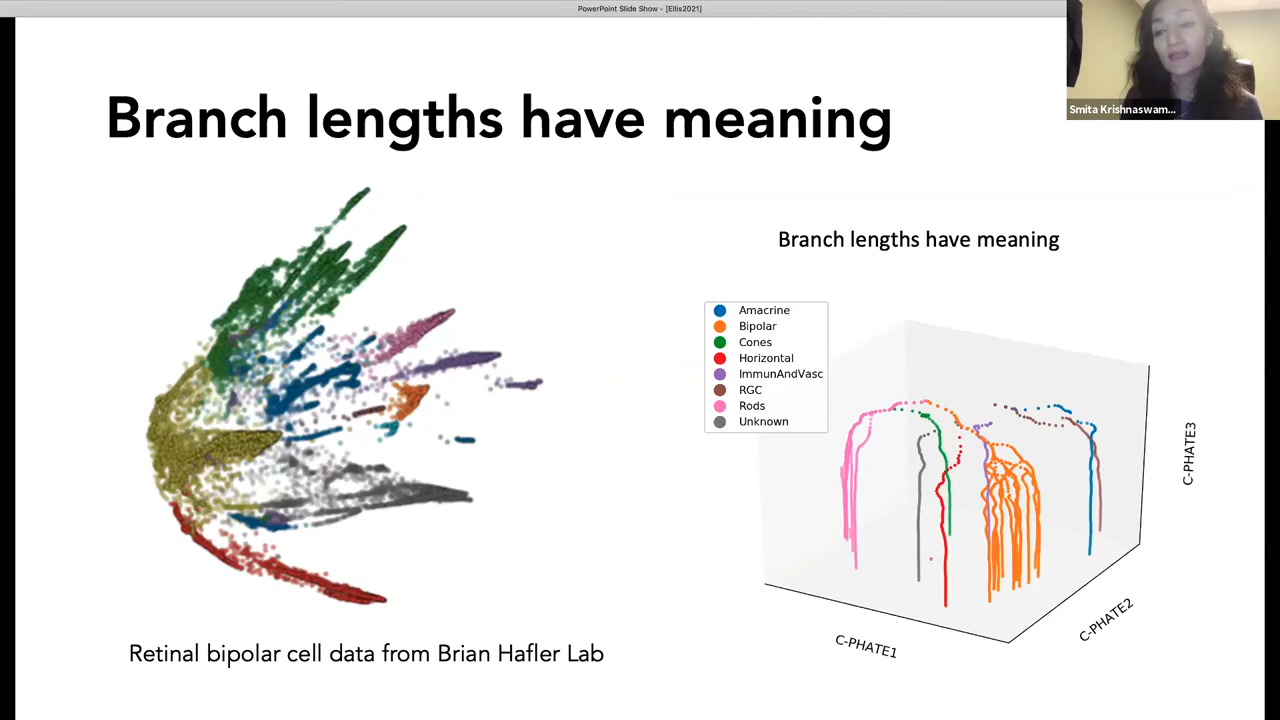 PowerPoint Slide Show - [Ellis2021]
Smita Krishnaswam...
Branch lengths have meaning
Branch lengths have meaning
Amacrine
Bipolar
Cones
Horizontal
ImmunAndVasc
RGC
Rods
Unknown
C-PHATE3
C-PHATE2
C-PHATE1
Retinal bipolar cell data from Brian Hafler Lab